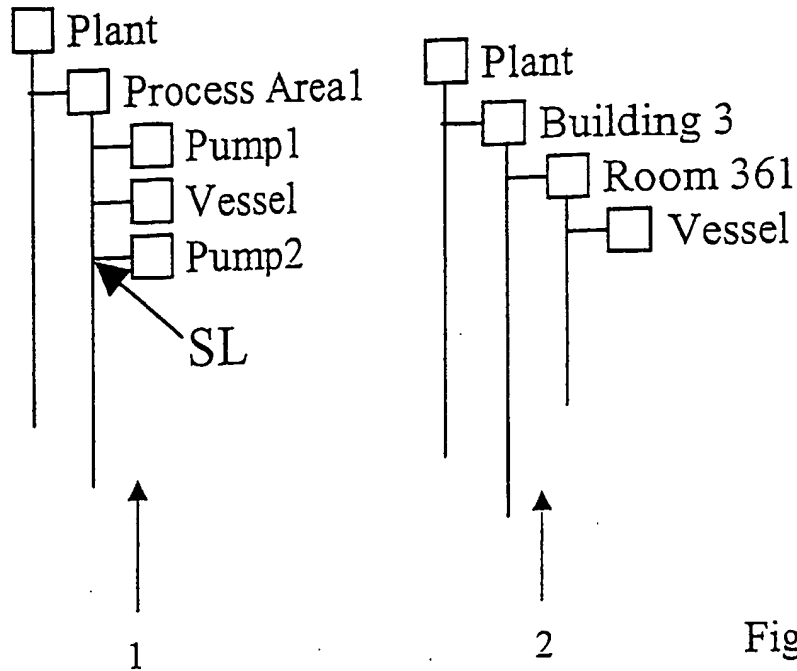 Plant
Process Area1
Pump1
Vessel
Pump2
SL
1
Plant
Building 3
Room 361
Vessel
2
Fig